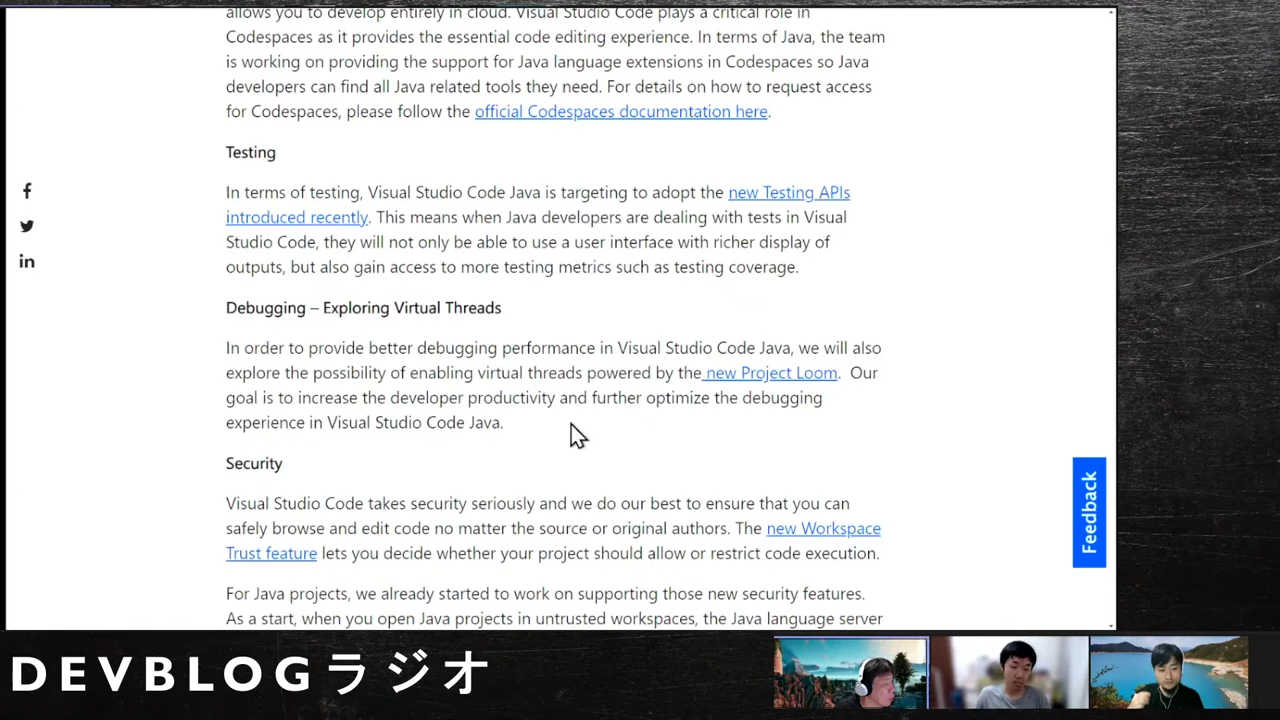 allows you to develop entirely in cloud. Visual Studio Code plays a critical role in
Codespaces as it provides the essential code editing experience. In terms of Java, the team
is working on providing the support for Java language extensions in Codespaces so Java
developers can find all Java related tools they need. For details on how to request access
for Codespaces, please follow the official Codespaces documentation here.
Testing
In terms of testing, Visual Studio Code Java is targeting to adopt the new Testing APIs
introduced recently. This means when Java developers are dealing with tests in Visual
Studio Code, they will not only be able to use a user interface with richer display of
outputs, but also gain access to more testing metrics such as testing coverage.
Debugging – Exploring Virtual Threads
In order to provide better debugging performance in Visual Studio Code Java, we will also
explore the possibility of enabling virtual threads powered by the new Project Loom.  Our
goal is to increase the developer productivity and further optimize the debugging
experience in Visual Studio Code Java.
Security
Visual Studio Code takes security seriously and we do our best to ensure that you can
safely browse and edit code no matter the source or original authors. The new Workspace
Trust feature lets you decide whether your project should allow or restrict code execution.
For Java projects, we already started to work on supporting those new security features.
As a start, when you open Java projects in untrusted workspaces, the Java language server
Feedback
DEVBLOGラジオ